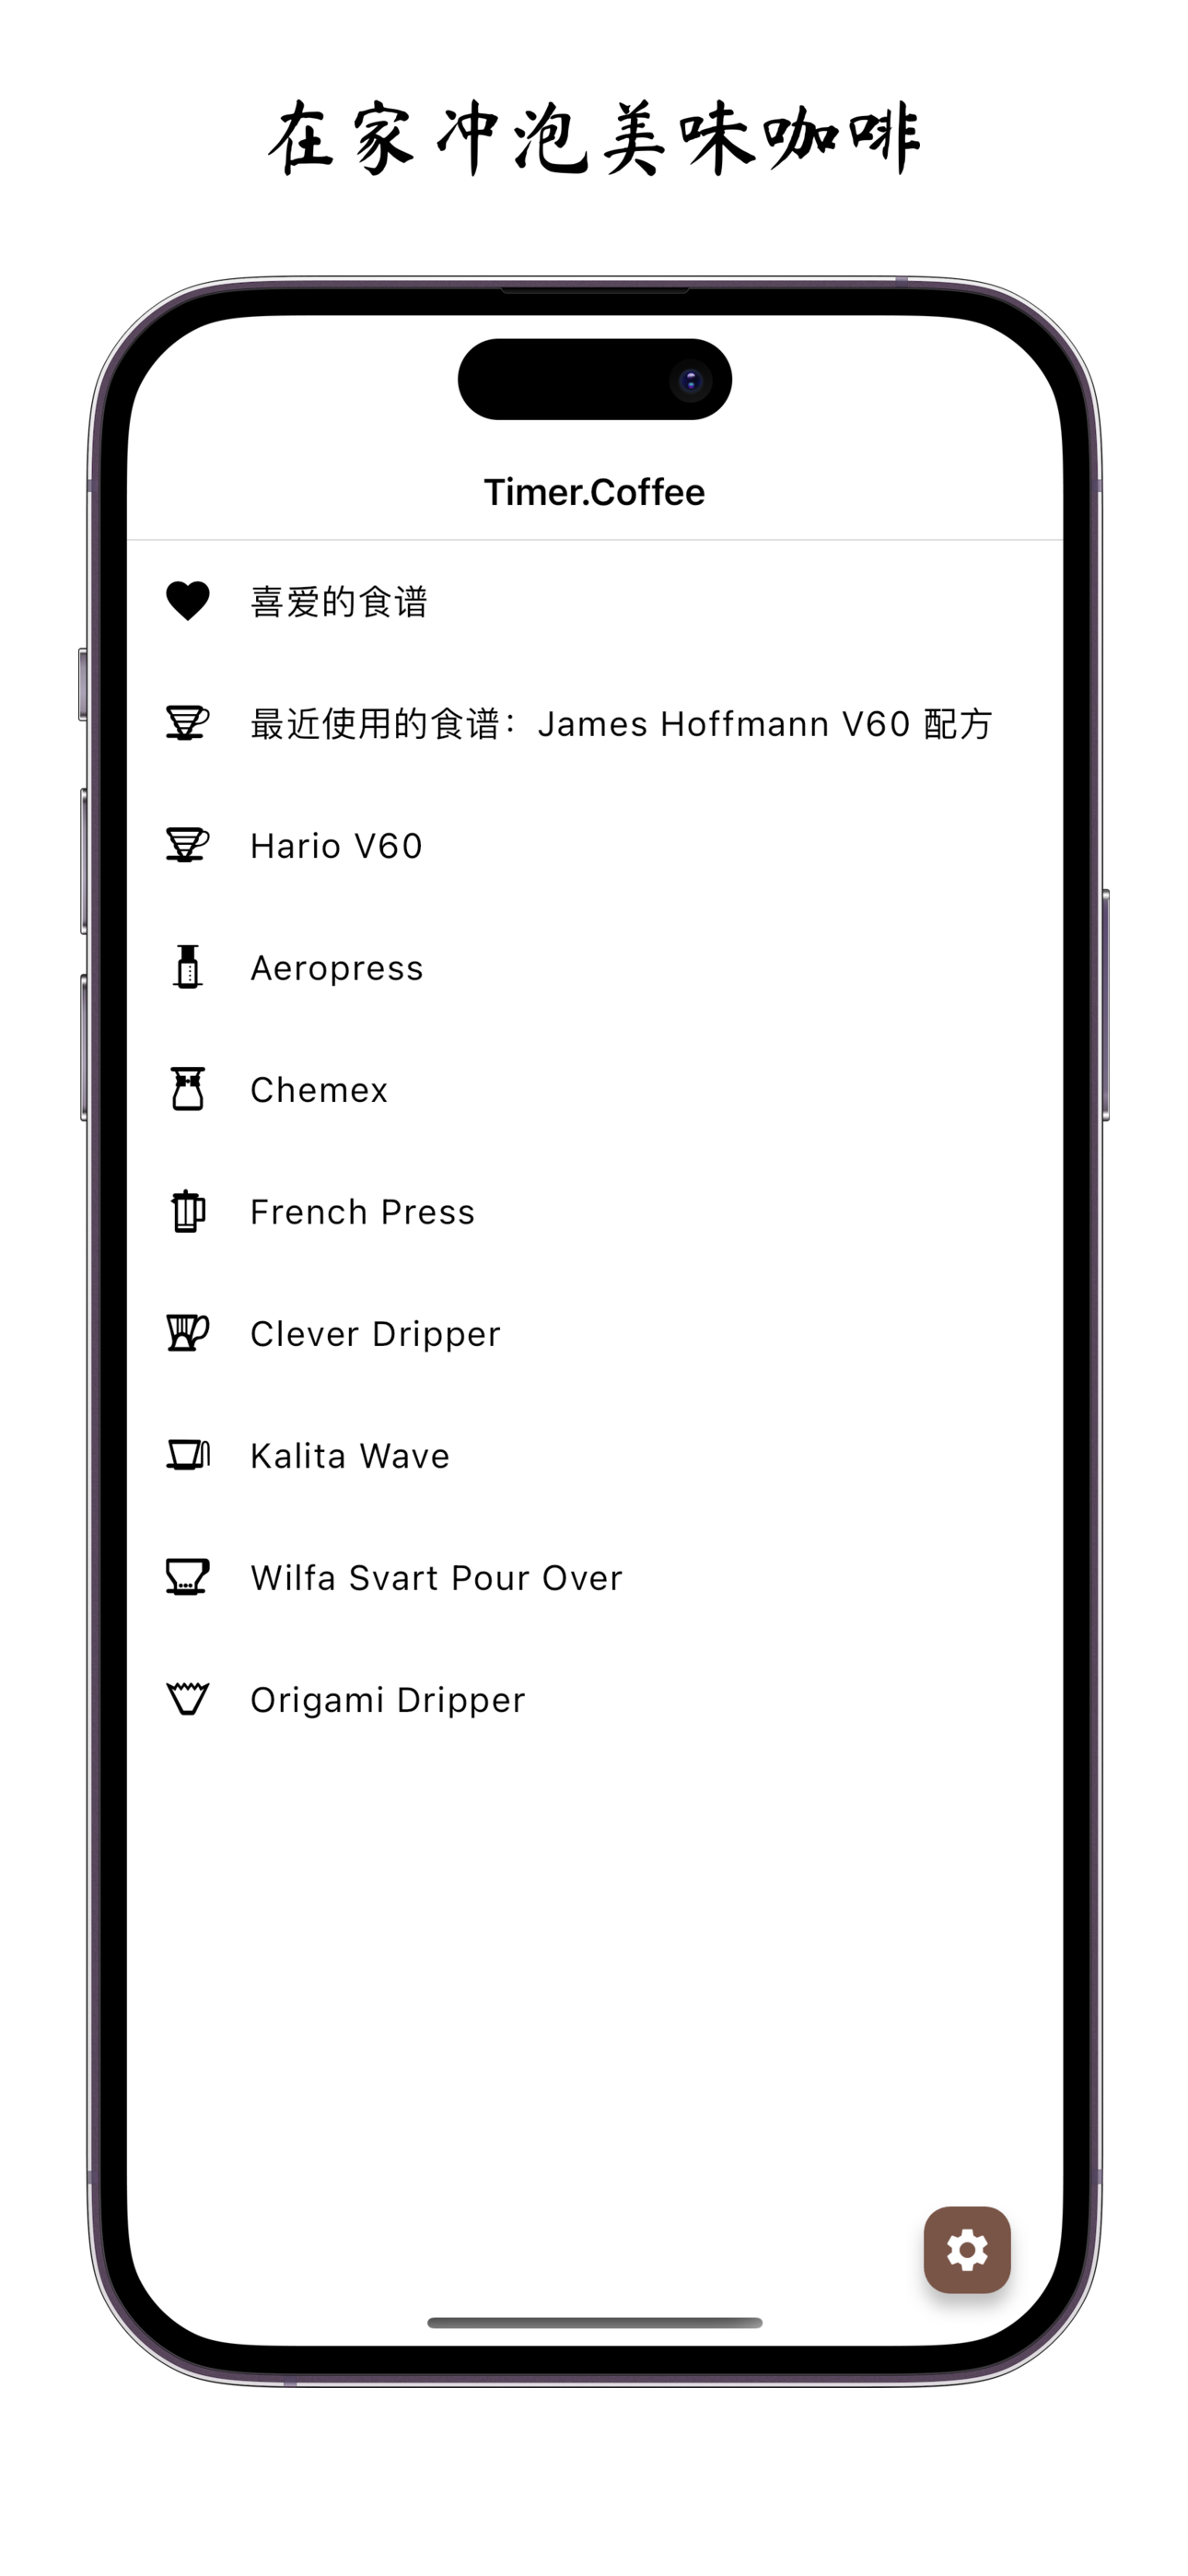 在家冲泡美味咖啡
Timer.Coffee
喜爱的食谱
最近使用的食谱：James Hoffmann V60 配方
Hario V60
Aeropress
Chemex
French Press
Clever Dripper
Kalita Wave
Wilfa Svart Pour Over
Origami Dripper